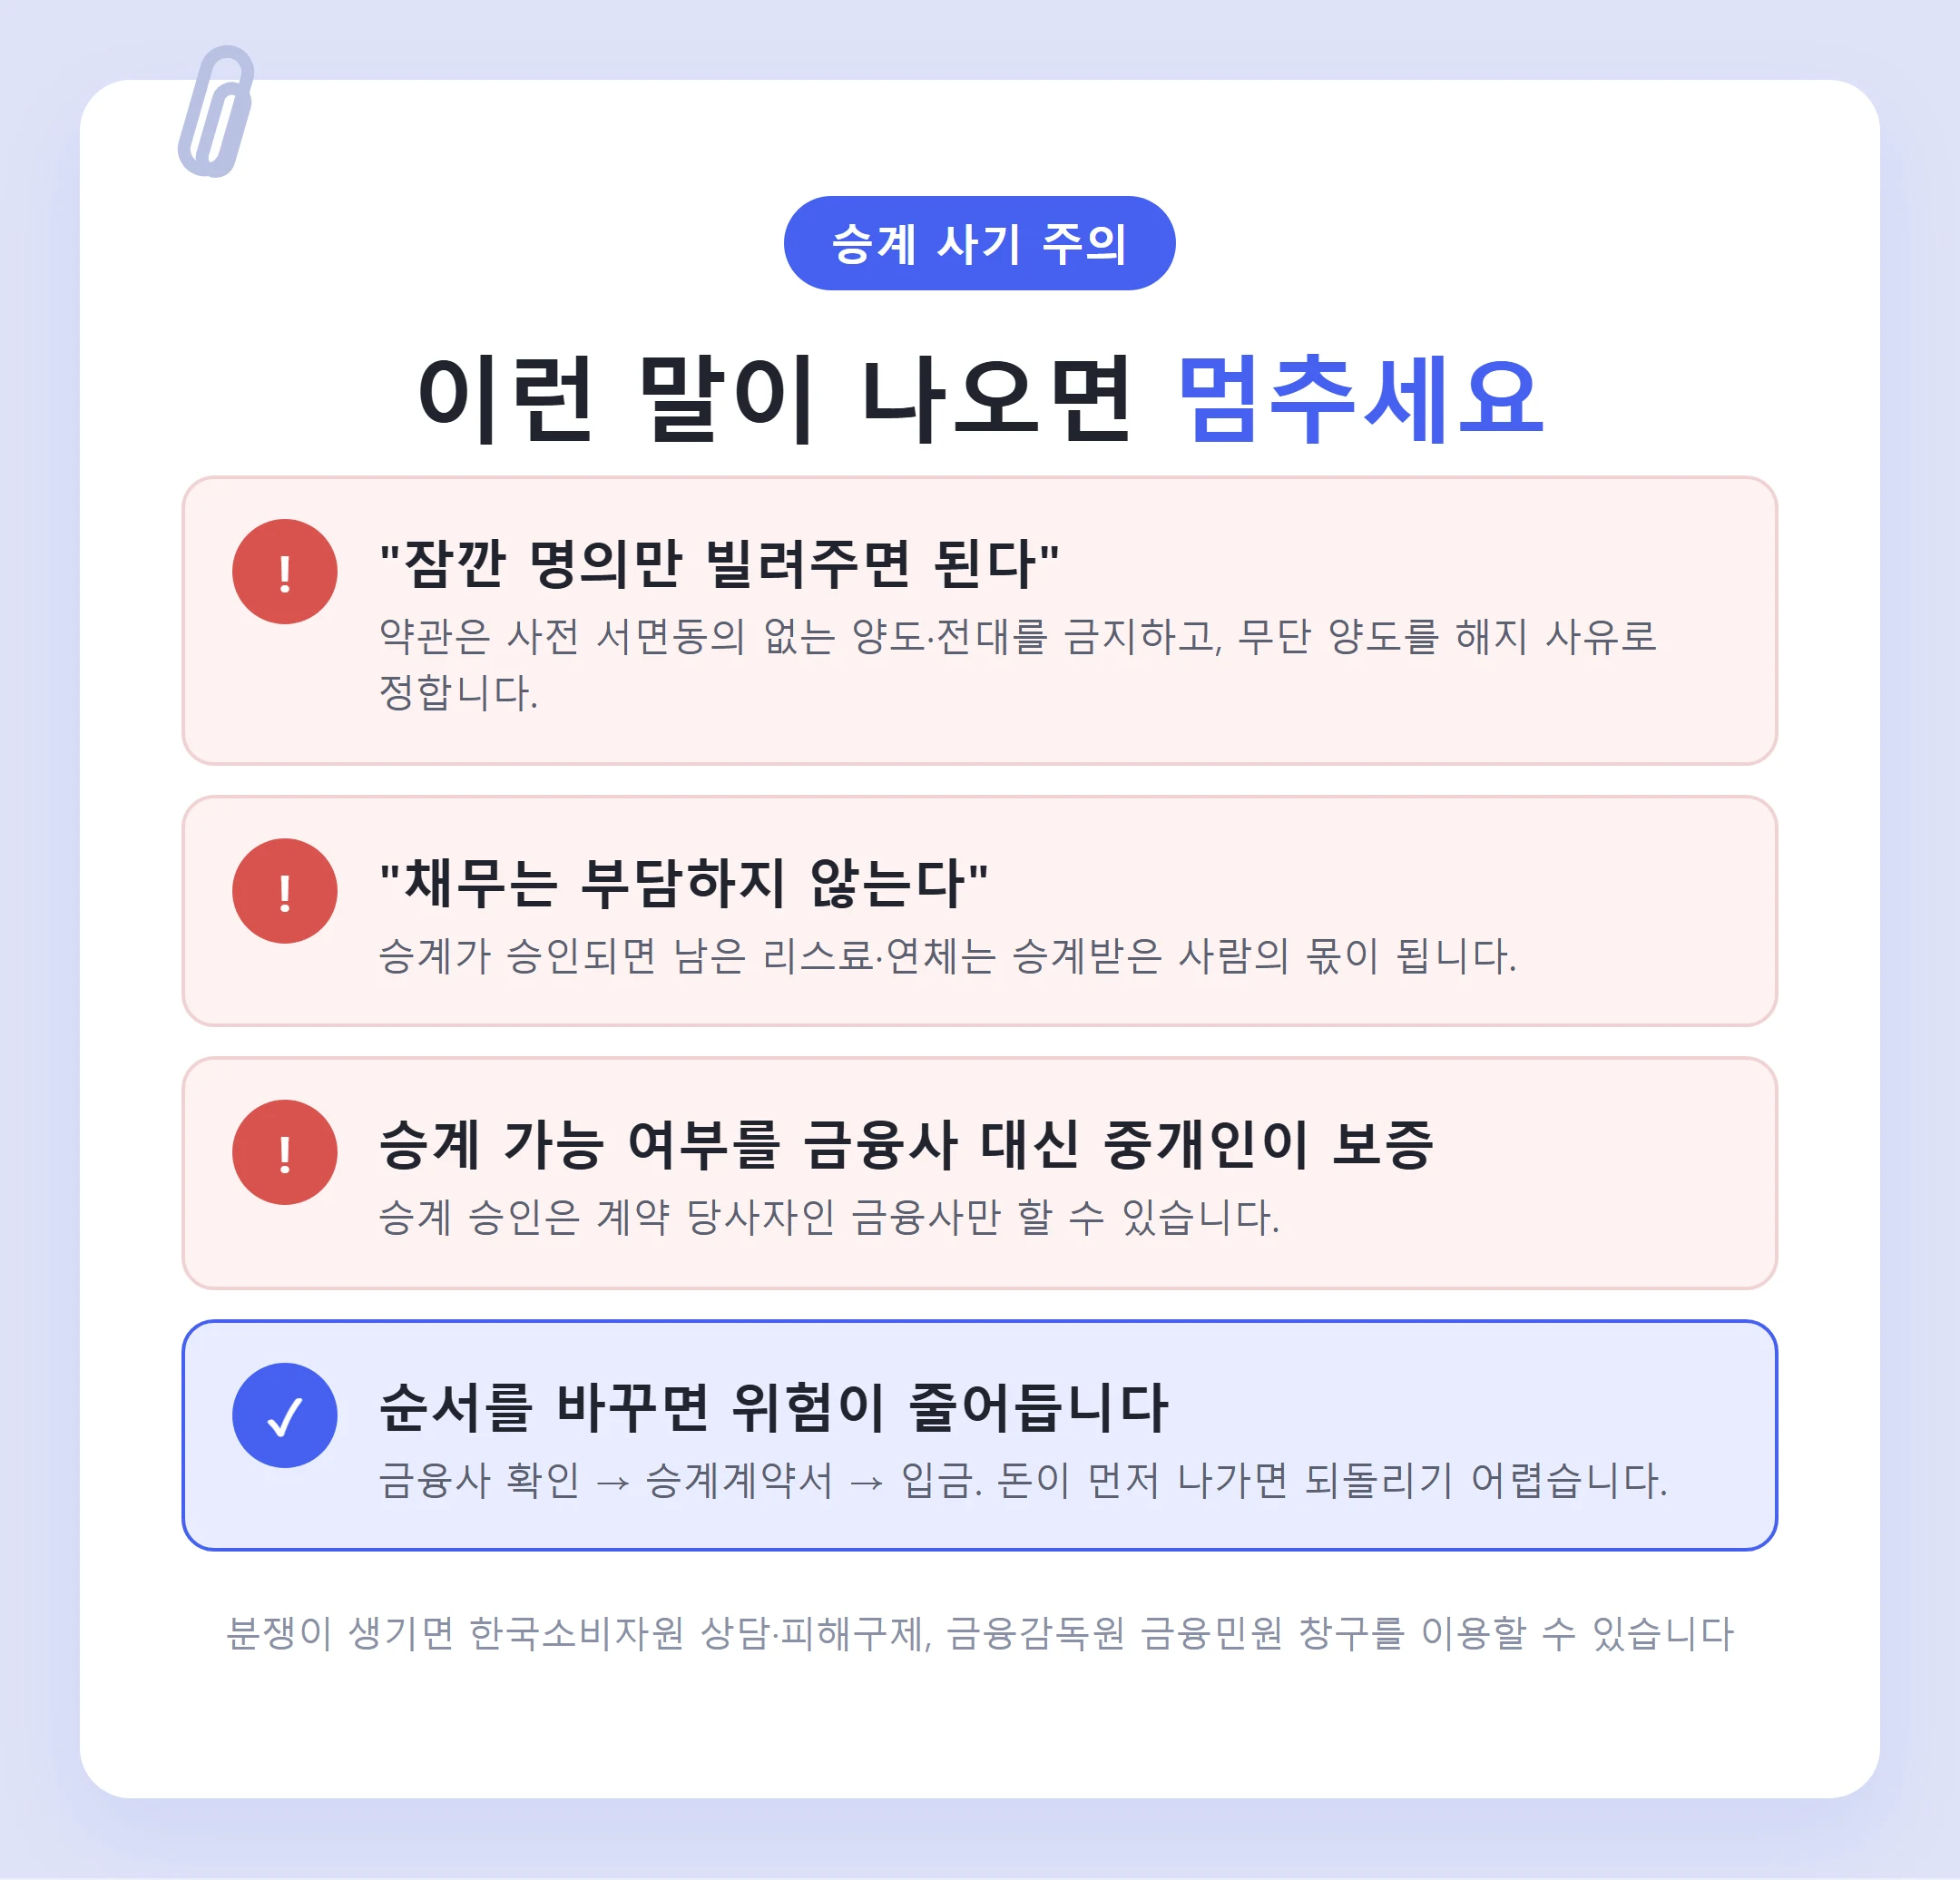 승계 사기 주의
이런 말이 나오면 멈추세요
!
"잠깐 명의만 빌려주면 된다"
약관은 사전 서면동의 없는 양도·전대를 금지하고, 무단 양도를 해지 사유로
정합니다.
!
"채무는 부담하지 않는다"
승계가 승인되면 남은 리스료·연체는 승계받은 사람의 몫이 됩니다.
!
승계 가능 여부를 금융사 대신 중개인이 보증
승계 승인은 계약 당사자인 금융사만 할 수 있습니다.
✓
순서를 바꾸면 위험이 줄어듭니다
금융사 확인 → 승계계약서 → 입금. 돈이 먼저 나가면 되돌리기 어렵습니다.
분쟁이 생기면 한국소비자원 상담·피해구제, 금융감독원 금융민원 창구를 이용할 수 있습니다